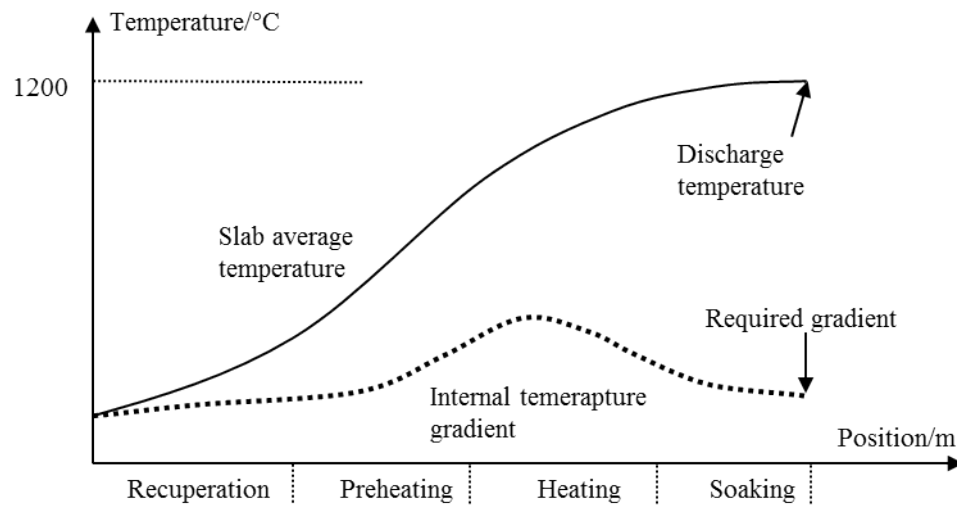 Temperature/°C
1200
Discharge
temperature
Slab average
temperature
Required gradient
Internal temerapture
gradient
Position/m
Recuperation
Preheating
Heating
Soaking